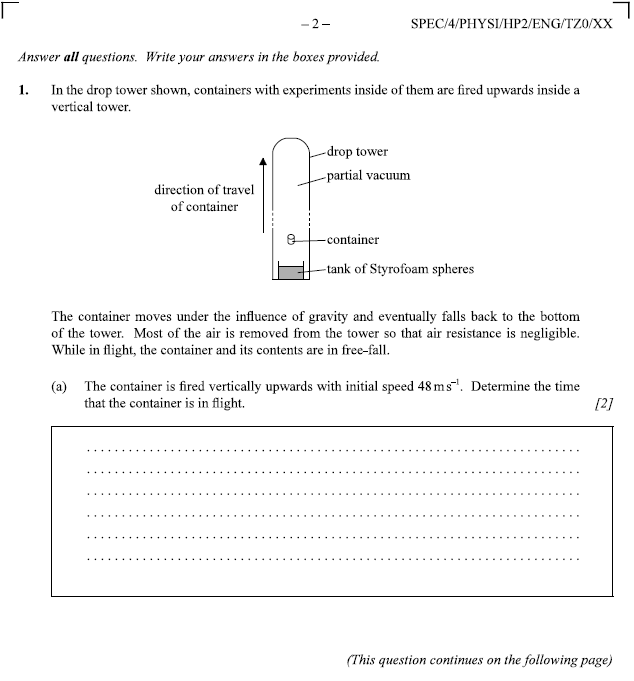 – 2 –
SPEC/4/PHYSI/HP2/ENG/TZ0/XX
Answer all questions. Write your answers in the boxes provided.
1. In the drop tower shown, containers with experiments inside of them are fired upwards inside a
vertical tower.
drop tower
partial vacuum
direction of travel
of container
container
tank of Styrofoam spheres
The container moves under the influence of gravity and eventually falls back to the bottom
of the tower. Most of the air is removed from the tower so that air resistance is negligible.
While in flight, the container and its contents are in free-fall.
(a) The container is fired vertically upwards with initial speed 48 m s⁻¹. Determine the time
that the container is in flight. [2]
(This question continues on the following page)